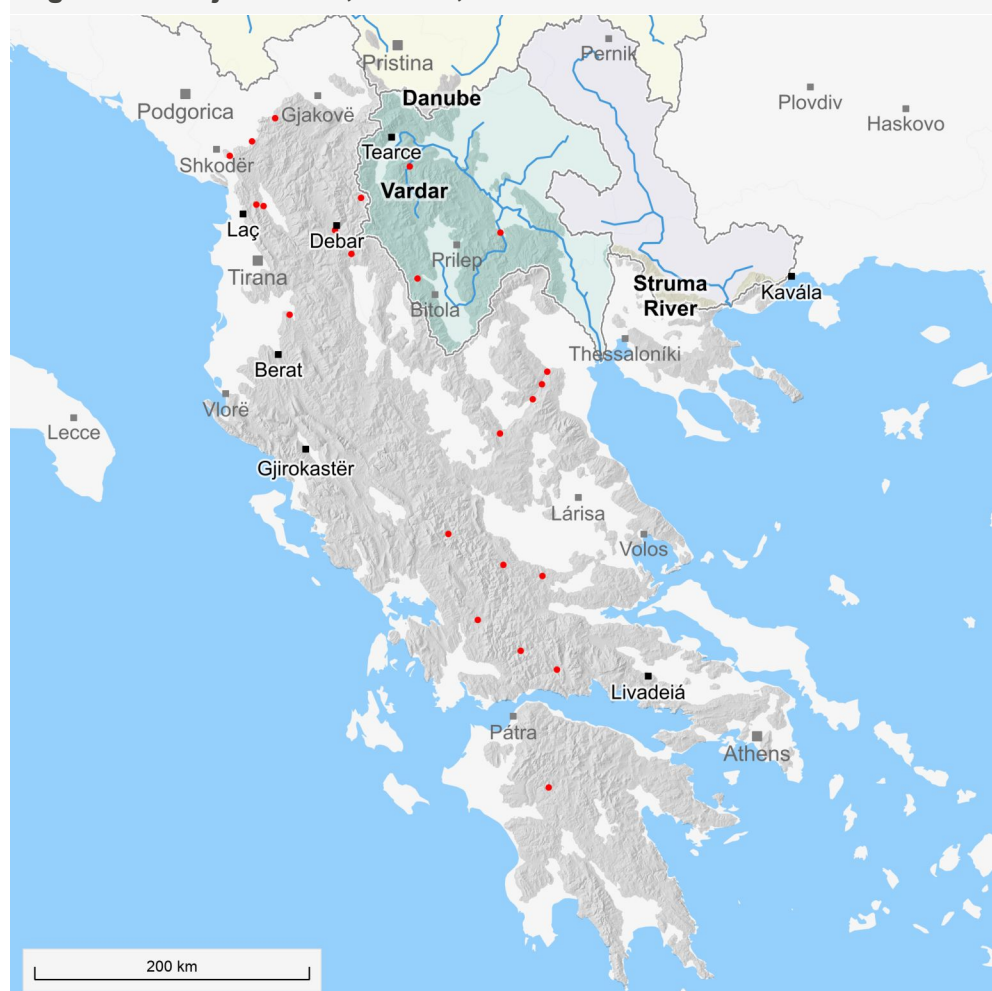 Pernik
Pristina
Plovdiv
Danube
Podgorica
Gjakovë
Haskovo
Tearce
Shkodër
Vardar
Laç
Debar
Prilep
Tirana
Struma
River
Kavála
Bitola
Thessaloníki
Berat
Vlorë
Lecce
Gjirokastër
Lárisa
Volos
Livadeiá
Pátra
Athens
200 km